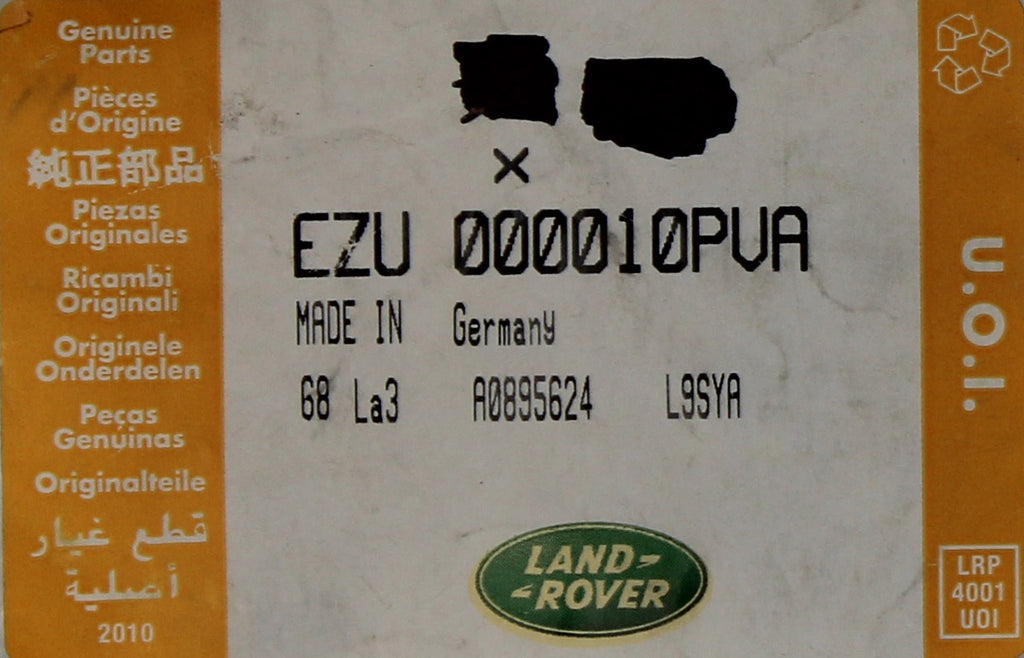 Genuine
Parts
Pièces
d'Origine
純正部品
Piezas
Originales
Ricambi
Originali
Originele
Onderdelen
Peças
Genuinas
Originalteile
قطع غيار
أصلية
2010
X
EZU 000010PVA
MADE IN Germany
68 La3 A0895624 L9SYA
LAND-
-ROVER
u.o.I.
LRP
4001
UOI